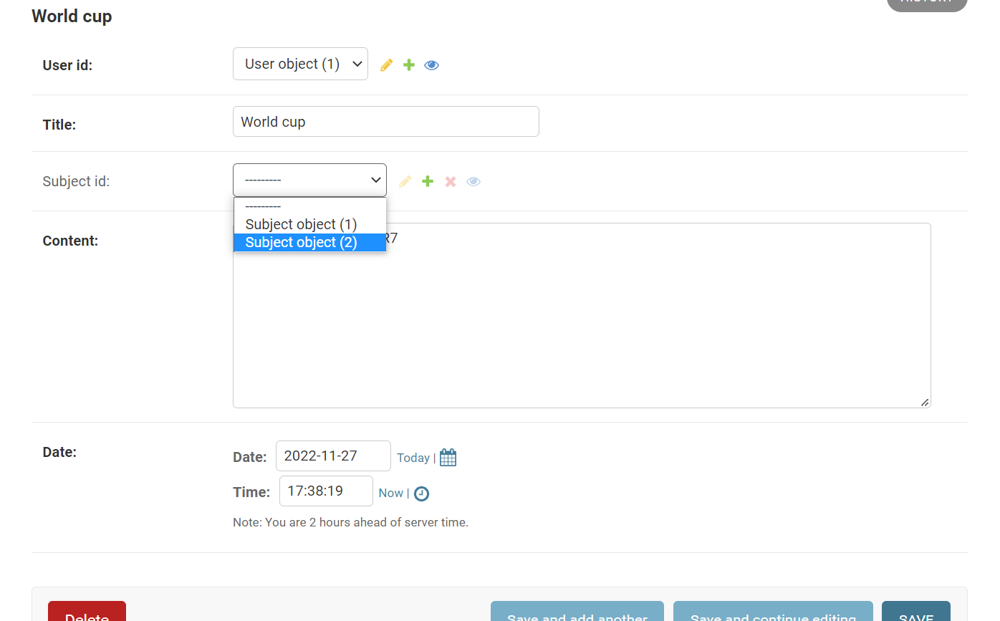 World cup
User id:
User object (1)
Title:
World cup
Subject id:
---------
---------
Subject object (1)
Subject object (2)
Content:
R7
Date:
Date:
2022-11-27
Today |
Time:
17:38:19
Now |
Note: You are 2 hours ahead of server time.
Delete
Save and add another
Save and continue editing
SAVE